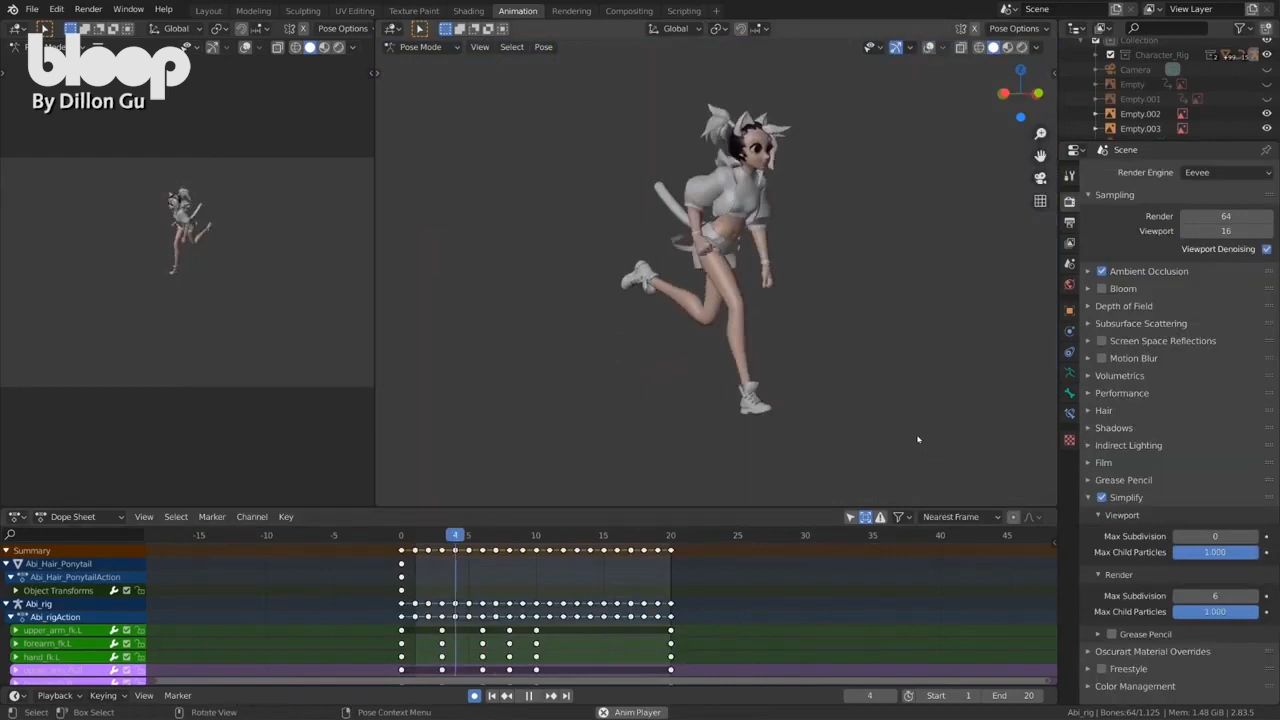 File Edit Render Window Help Layout Modeling Sculpting UV Editing Texture Paint Shading Animation Rendering Compositing Scripting + Scene View Layer
Global Pose Options Global Pose Options
Pose Mode View Select Pose
bloop
By Dillon Gu
Collection
Character_Rig
Camera
Empty
Empty.001
Empty.002
Empty.003
Scene
Render Engine Eevee
Sampling
Render 64
Viewport 16
Viewport Denoising
Ambient Occlusion
Bloom
Depth of Field
Subsurface Scattering
Screen Space Reflections
Motion Blur
Volumetrics
Performance
Hair
Shadows
Indirect Lighting
Film
Grease Pencil
Simplify
Viewport
Max Subdivision 0
Max Child Particles 1.000
Render
Max Subdivision 6
Max Child Particles 1.000
Grease Pencil
Oscurart Material Overrides
Freestyle
Color Management
Dope Sheet View Select Marker Channel Key Nearest Frame
-15 -10 -5 0 4 5 10 15 20 25 30 35 40 45
Summary
Abi_Hair_Ponytail
Abi_Hair_PonytailAction
Object Transforms
Abi_rig
Abi_rigAction
upper_arm_fk.L
forearm_fk.L
hand_fk.L
Playback Keying View Marker 4 Start 1 End 20
Select Box Select Rotate View Pose Context Menu Anim Player Abi_rig | Bones:64/1,125 | Mem: 1.48 GiB | 2.83.5